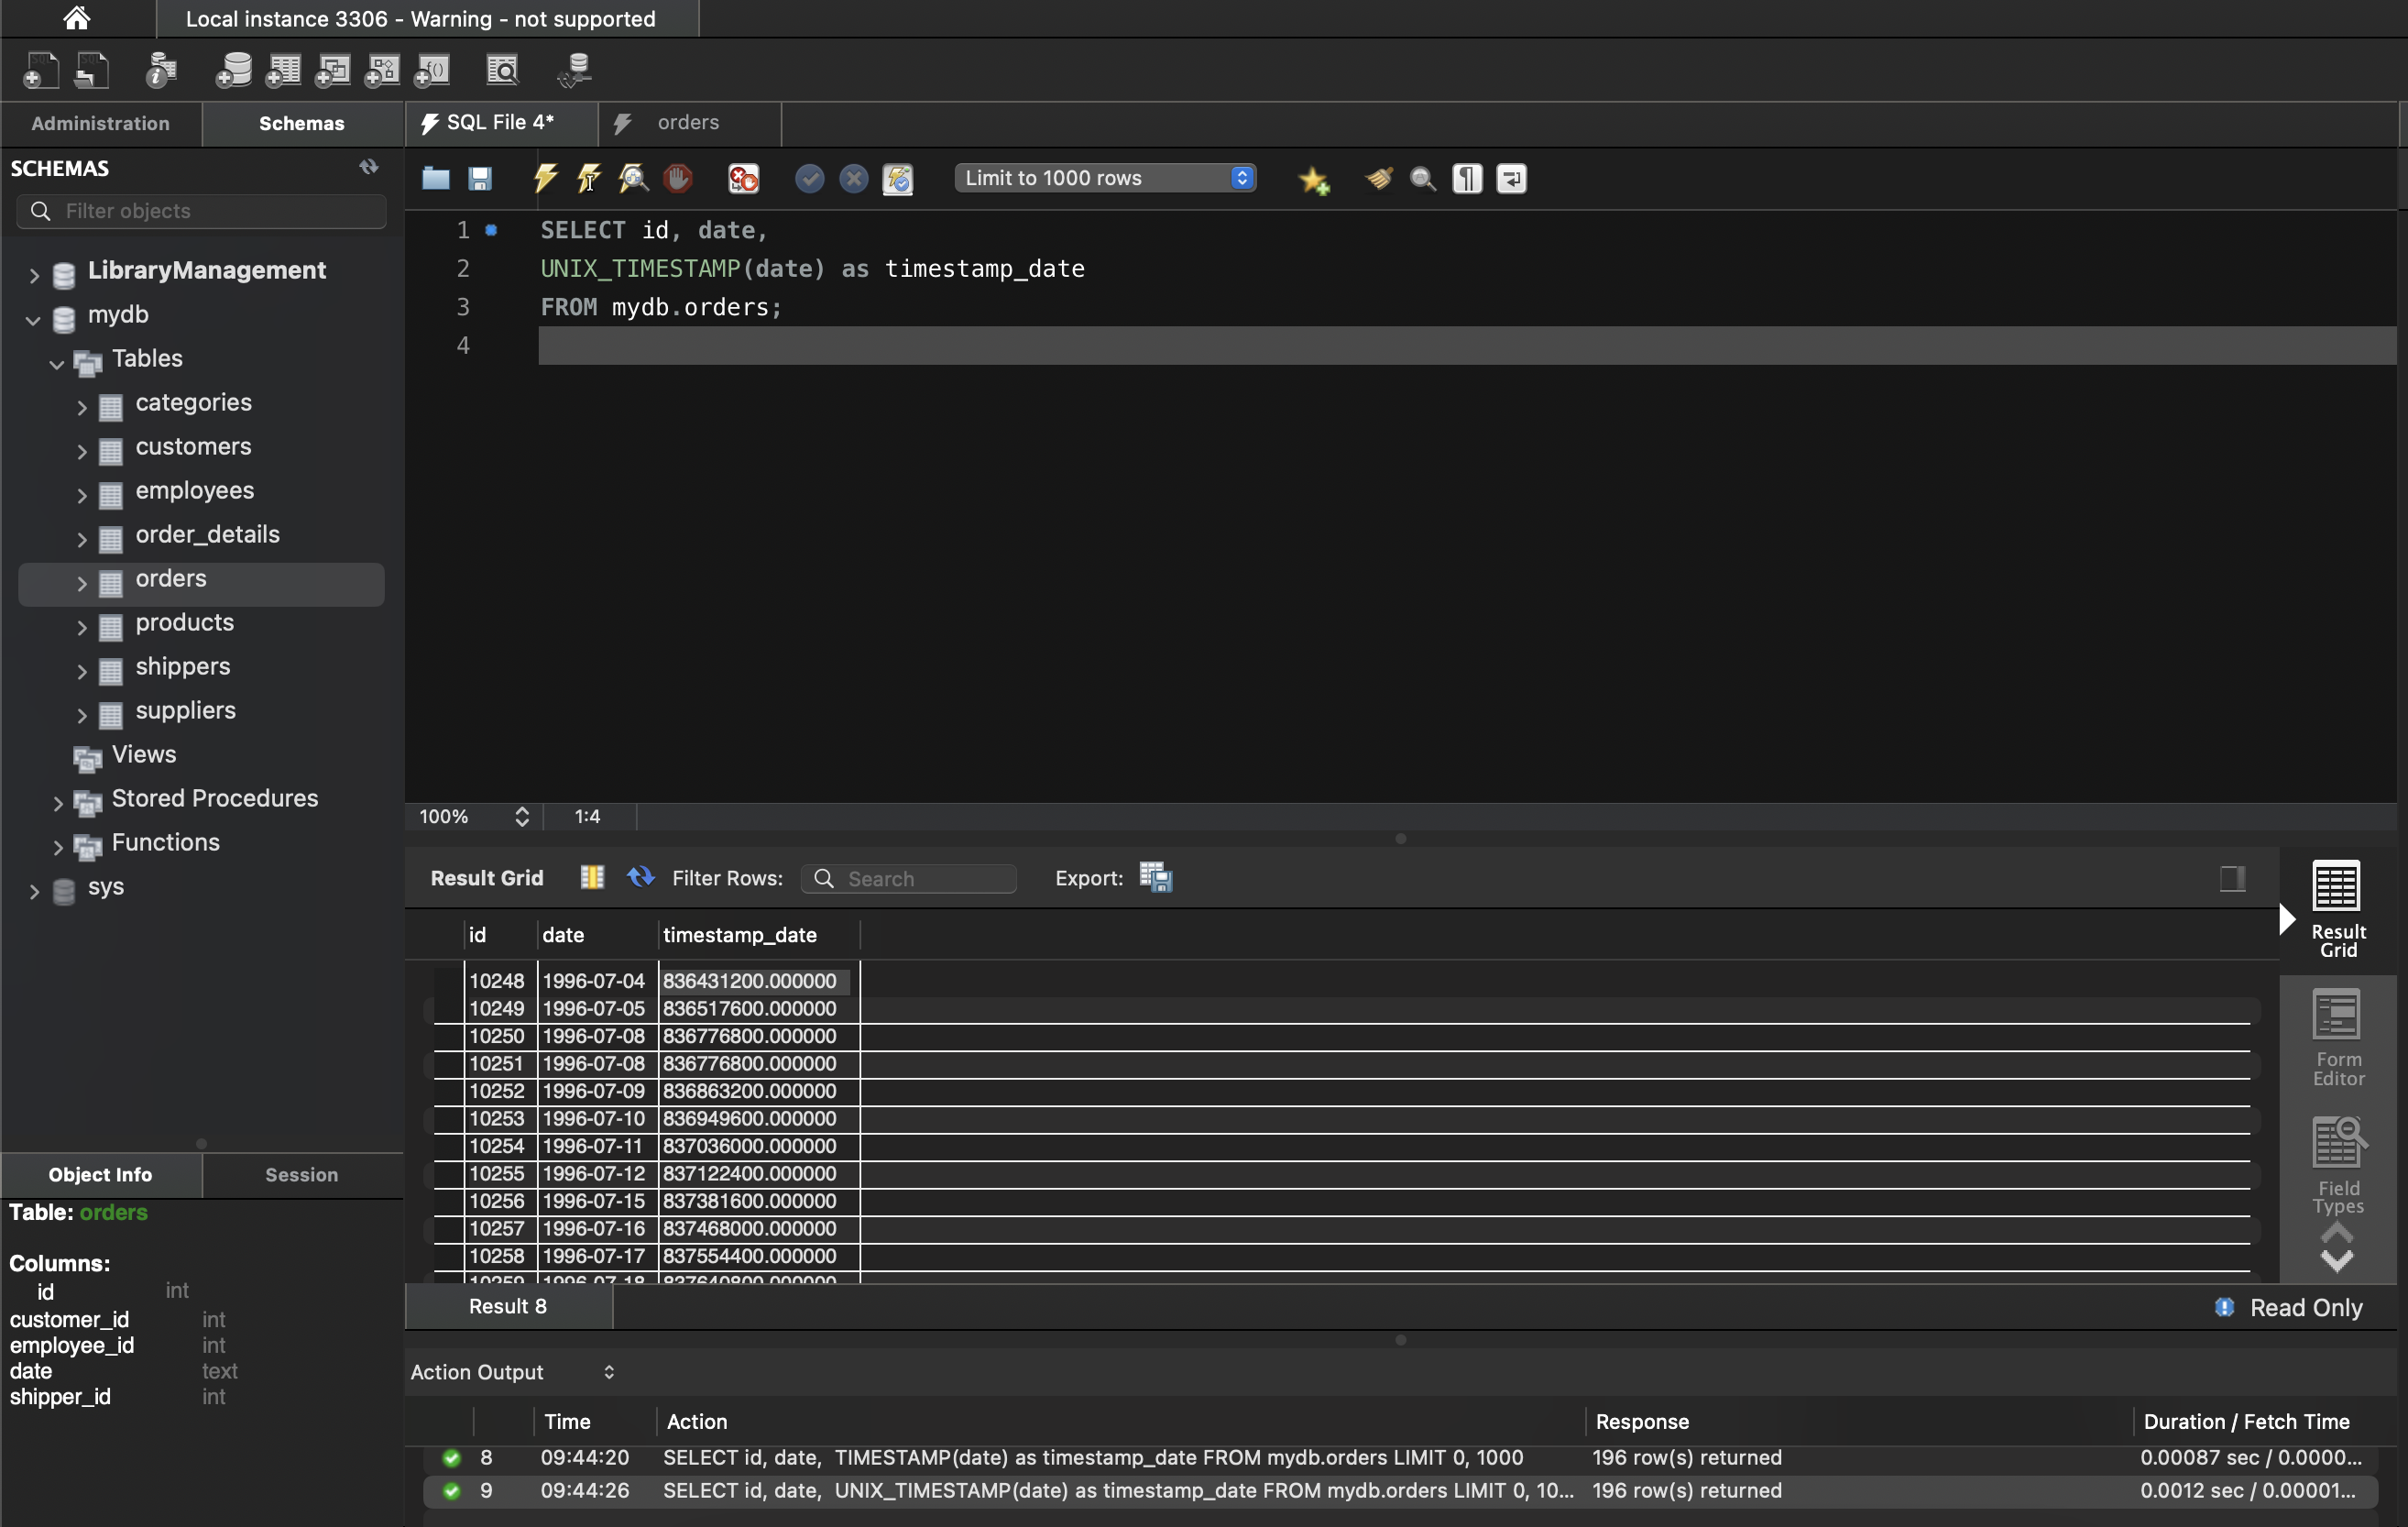 Local instance 3306 - Warning - not supported
Administration
Schemas
SCHEMAS
Filter objects
LibraryManagement
mydb
Tables
categories
customers
employees
order_details
orders
products
shippers
suppliers
Views
Stored Procedures
Functions
sys
Object Info
Session
Table: orders
Columns:
id int
customer_id int
employee_id int
date text
shipper_id int
SQL File 4*
orders
Limit to 1000 rows
1 SELECT id, date,
2 UNIX_TIMESTAMP(date) as timestamp_date
3 FROM mydb.orders;
4
100% 1:4
Result Grid Filter Rows: Search Export:
id date timestamp_date
10248 1996-07-04 836431200.000000
10249 1996-07-05 836517600.000000
10250 1996-07-08 836776800.000000
10251 1996-07-08 836776800.000000
10252 1996-07-09 836863200.000000
10253 1996-07-10 836949600.000000
10254 1996-07-11 837036000.000000
10255 1996-07-12 837122400.000000
10256 1996-07-15 837381600.000000
10257 1996-07-16 837468000.000000
10258 1996-07-17 837554400.000000
10259 1996-07-18 837640800.000000
Result
Grid
Form
Editor
Field
Types
Result 8
Read Only
Action Output
Time Action Response Duration / Fetch Time
8 09:44:20 SELECT id, date, TIMESTAMP(date) as timestamp_date FROM mydb.orders LIMIT 0, 1000 196 row(s) returned 0.00087 sec / 0.0000...
9 09:44:26 SELECT id, date, UNIX_TIMESTAMP(date) as timestamp_date FROM mydb.orders LIMIT 0, 10... 196 row(s) returned 0.0012 sec / 0.00001...